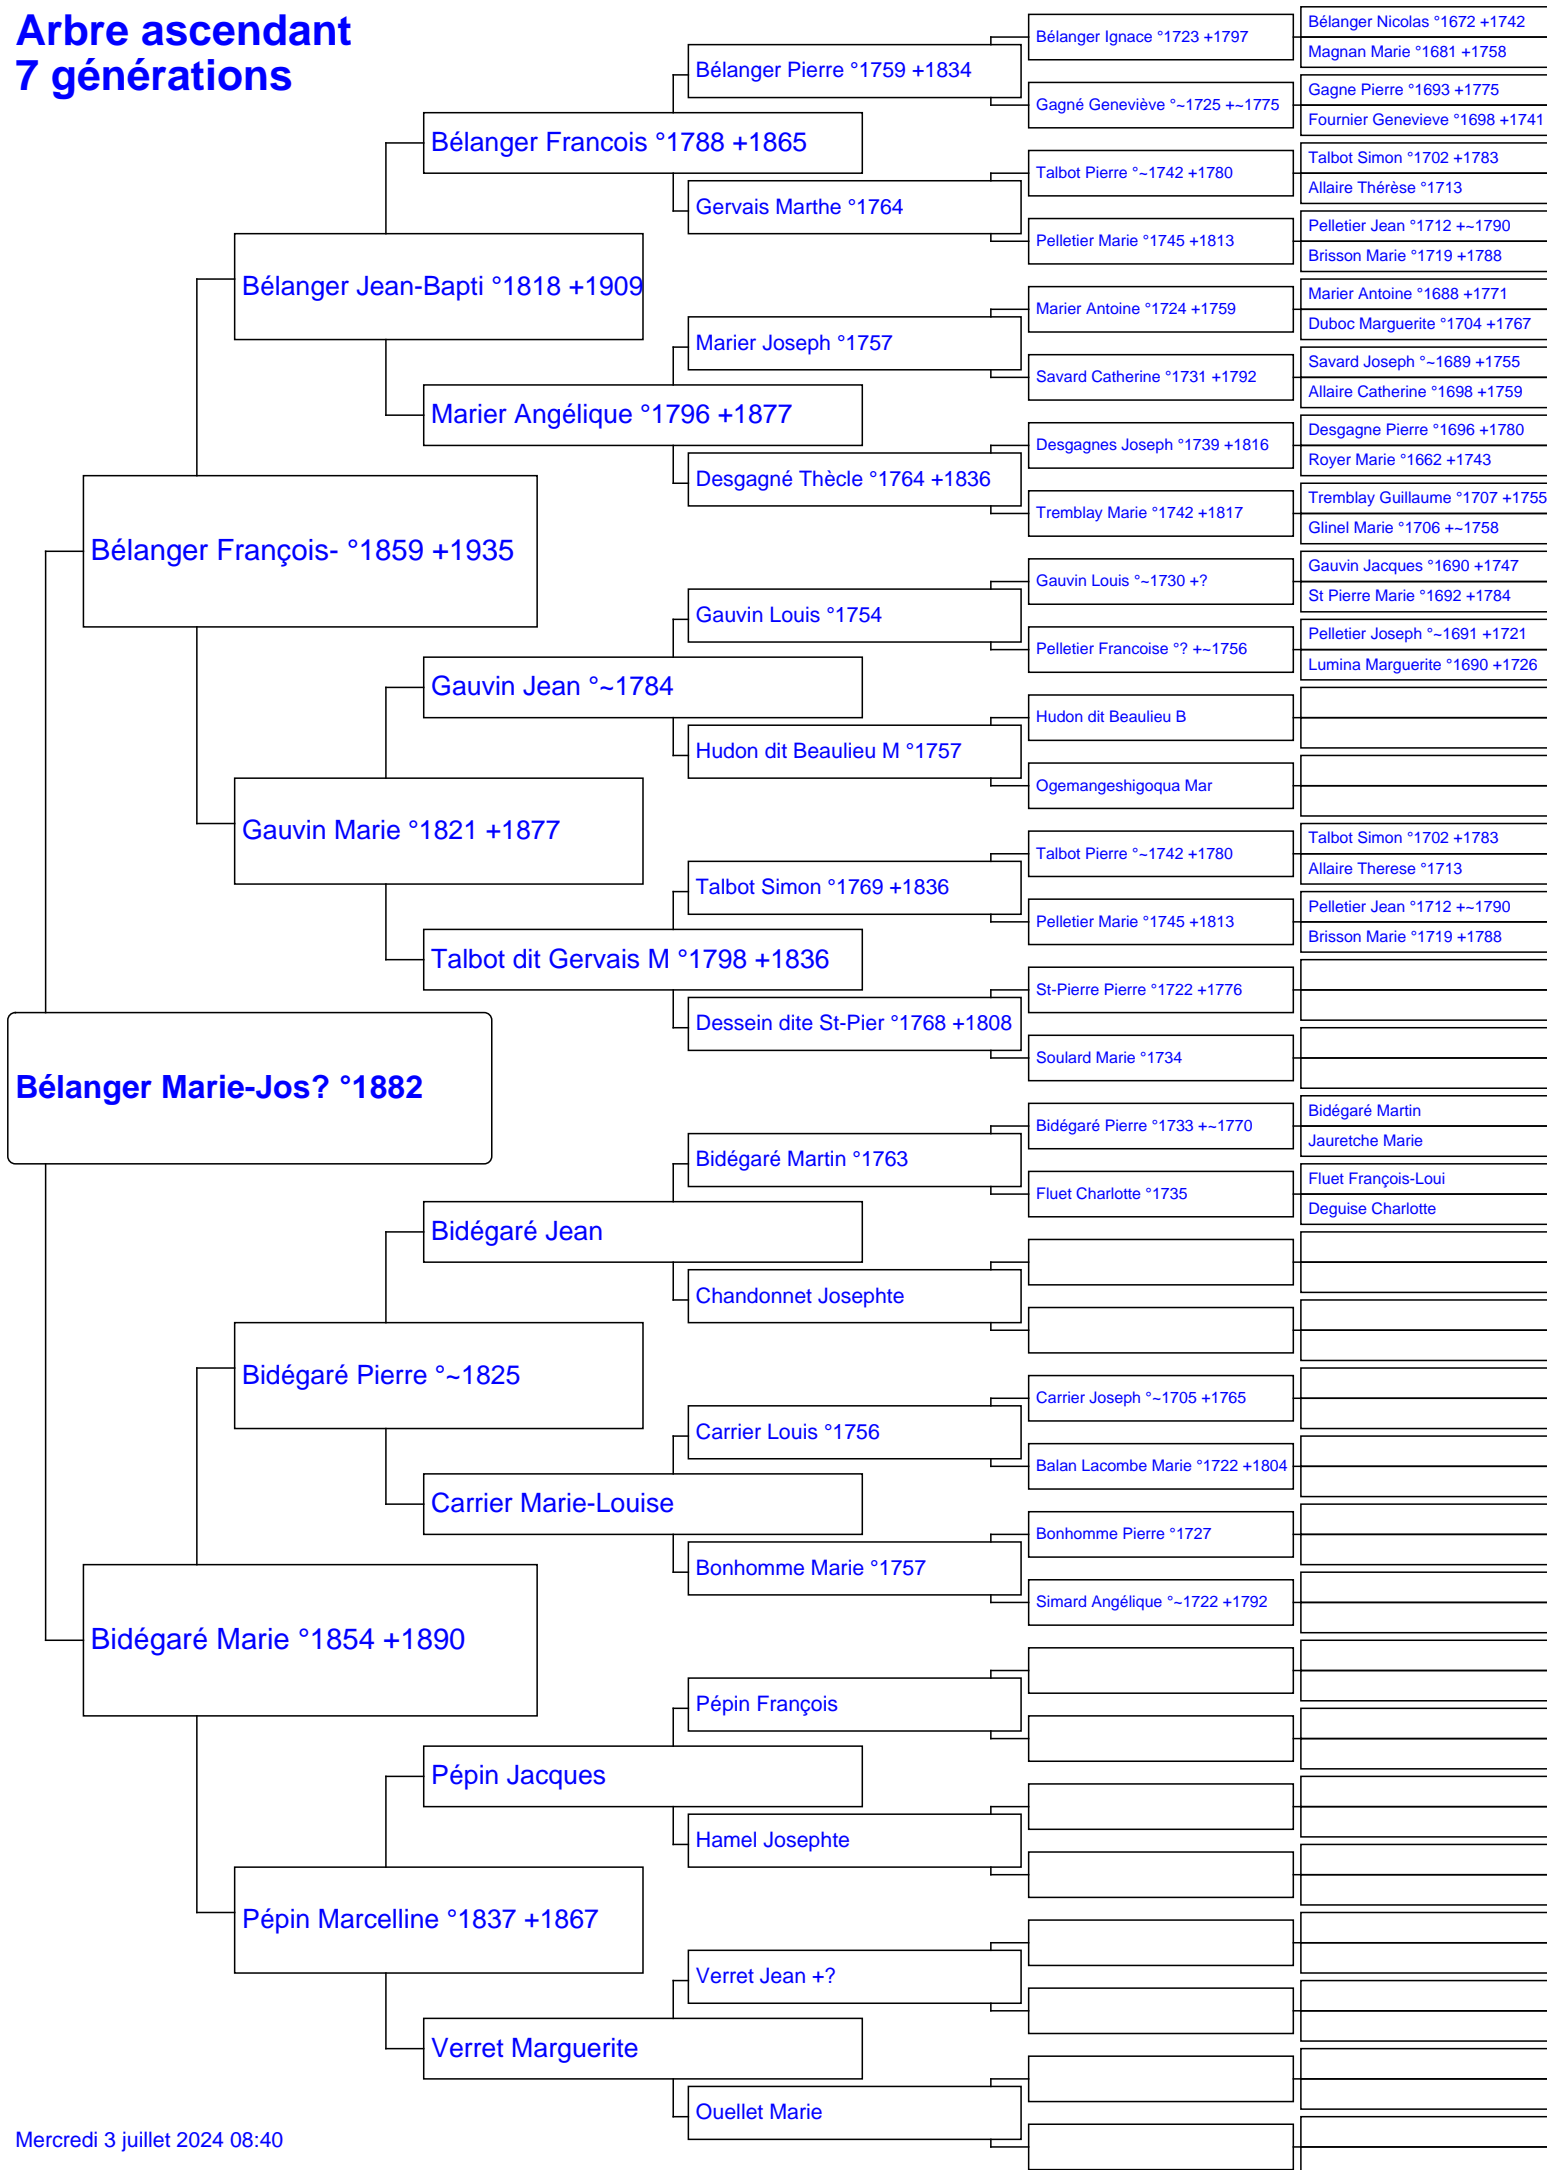 Arbre ascendant
7 générations
Bélanger Marie-Jos? °1882
Bélanger François- °1859 +1935
Bidégaré Marie °1854 +1890
Bélanger Jean-Bapti °1818 +1909
Gauvin Marie °1821 +1877
Bidégaré Pierre °~1825
Pépin Marcelline °1837 +1867
Bélanger Francois °1788 +1865
Marier Angélique °1796 +1877
Gauvin Jean °~1784
Talbot dit Gervais M °1798 +1836
Bidégaré Jean
Carrier Marie-Louise
Pépin Jacques
Verret Marguerite
Bélanger Pierre °1759 +1834
Gervais Marthe °1764
Marier Joseph °1757
Desgagné Thècle °1764 +1836
Gauvin Louis °1754
Hudon dit Beaulieu M °1757
Talbot Simon °1769 +1836
Dessein dite St-Pier °1768 +1808
Bidégaré Martin °1763
Chandonnet Josephte
Carrier Louis °1756
Bonhomme Marie °1757
Pépin François
Hamel Josephte
Verret Jean +?
Ouellet Marie
Bélanger Ignace °1723 +1797
Gagné Geneviève °~1725 +~1775
Talbot Pierre °~1742 +1780
Pelletier Marie °1745 +1813
Marier Antoine °1724 +1759
Savard Catherine °1731 +1792
Desgagnes Joseph °1739 +1816
Tremblay Marie °1742 +1817
Gauvin Louis °~1730 +?
Pelletier Francoise °? +~1756
Hudon dit Beaulieu B
Ogemangeshigoqua Mar
Talbot Pierre °~1742 +1780
Pelletier Marie °1745 +1813
St-Pierre Pierre °1722 +1776
Soulard Marie °1734
Bidégaré Pierre °1733 +~1770
Fluet Charlotte °1735
Carrier Joseph °~1705 +1765
Balan Lacombe Marie °1722 +1804
Bonhomme Pierre °1727
Simard Angélique °~1722 +1792
Bélanger Nicolas °1672 +1742
Magnan Marie °1681 +1758
Gagne Pierre °1693 +1775
Fournier Genevieve °1698 +1741
Talbot Simon °1702 +1783
Allaire Thérèse °1713
Pelletier Jean °1712 +~1790
Brisson Marie °1719 +1788
Marier Antoine °1688 +1771
Duboc Marguerite °1704 +1767
Savard Joseph °~1689 +1755
Allaire Catherine °1698 +1759
Desgagne Pierre °1696 +1780
Royer Marie °1662 +1743
Tremblay Guillaume °1707 +1755
Glinel Marie °1706 +~1758
Gauvin Jacques °1690 +1747
St Pierre Marie °1692 +1784
Pelletier Joseph °~1691 +1721
Lumina Marguerite °1690 +1726
Talbot Simon °1702 +1783
Allaire Therese °1713
Pelletier Jean °1712 +~1790
Brisson Marie °1719 +1788
Bidégaré Martin
Jauretche Marie
Fluet François-Loui
Deguise Charlotte
Mercredi 3 juillet 2024 08:40